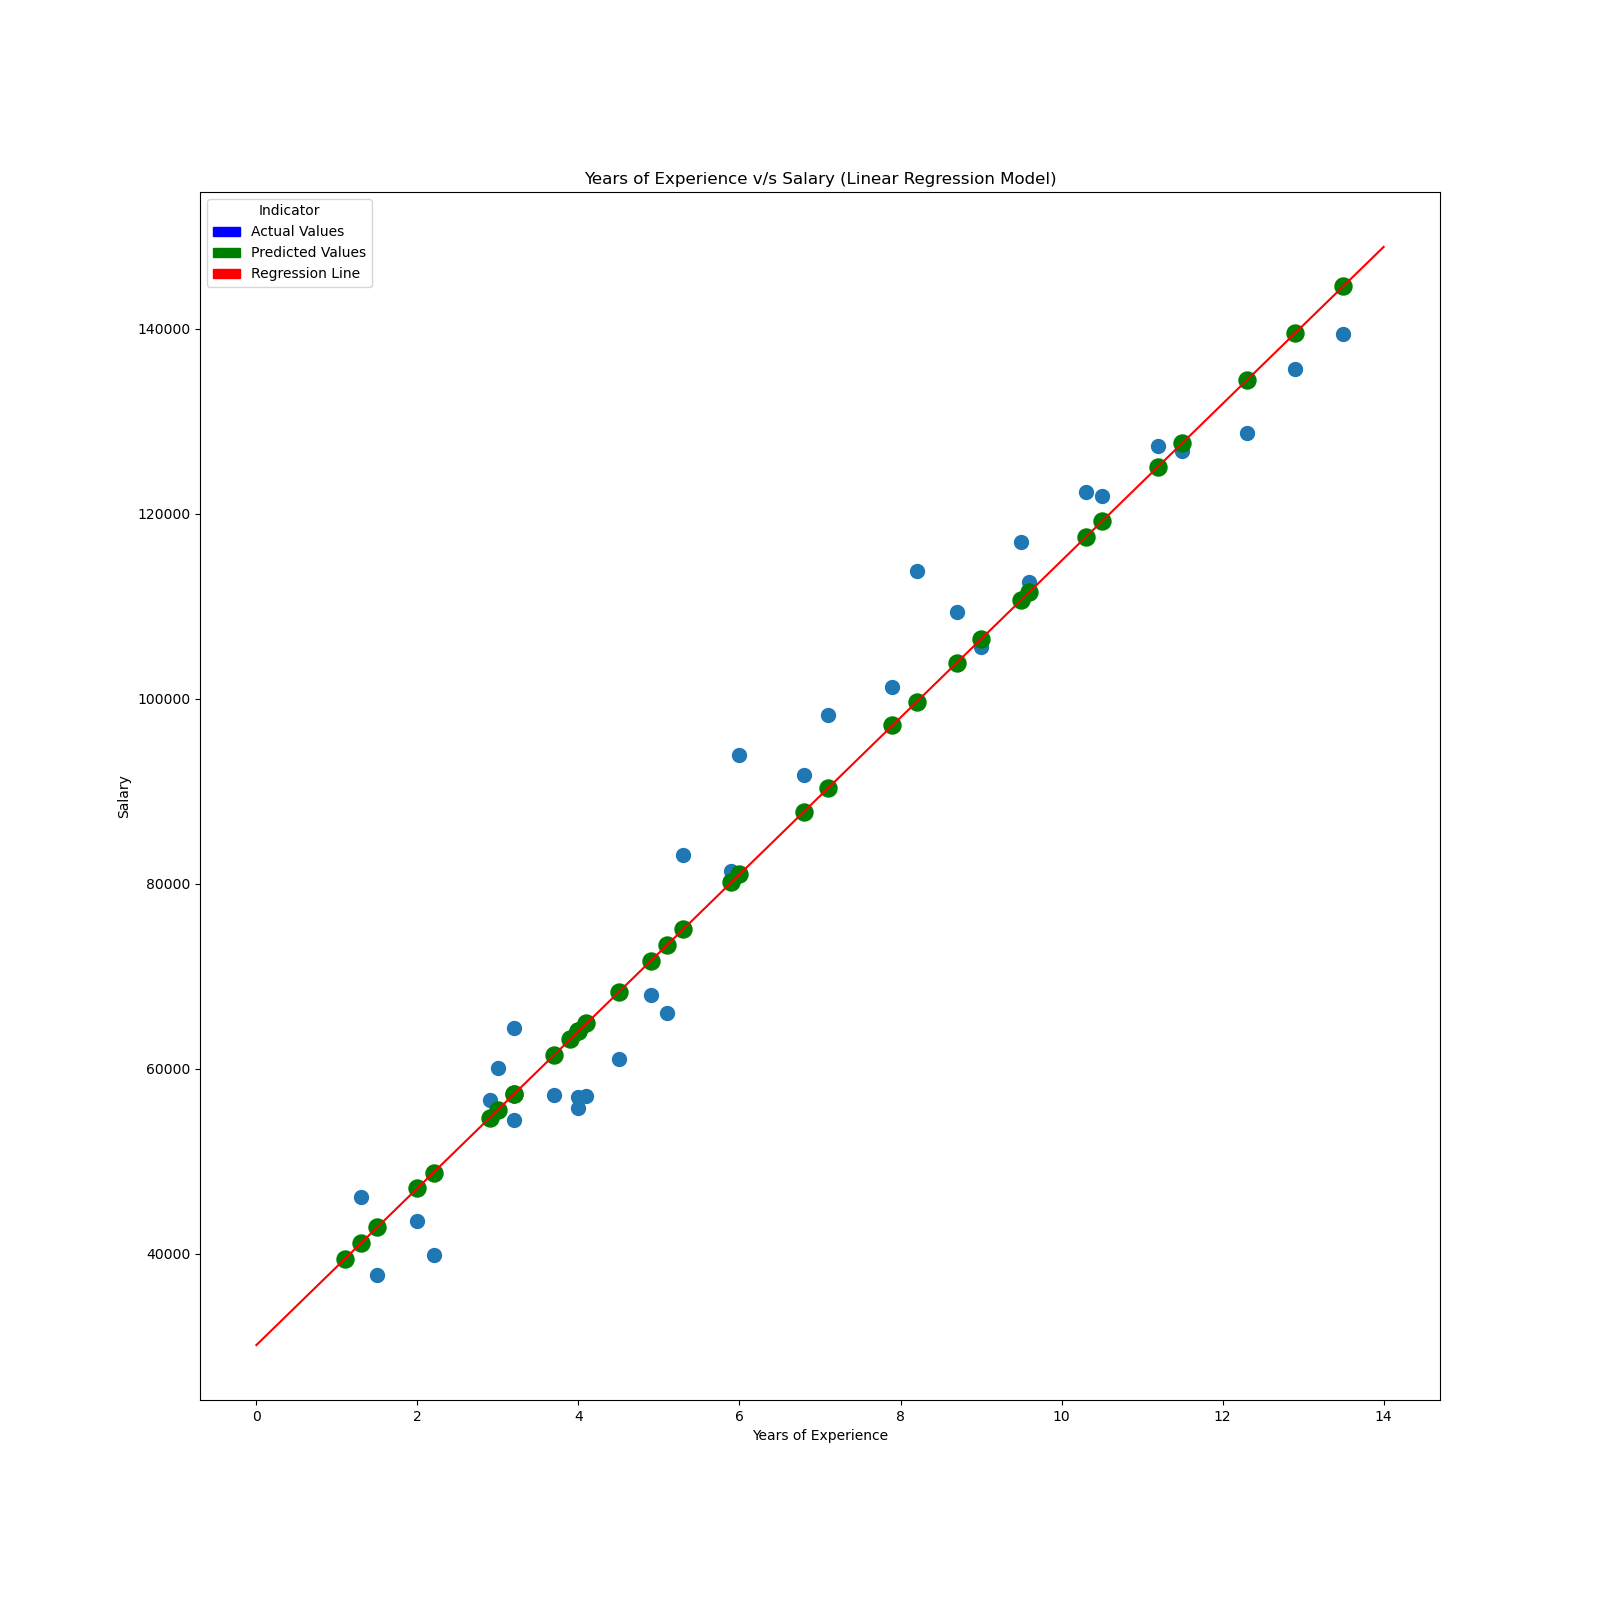 Years of Experience v/s Salary (Linear Regression Model)
Indicator
Actual Values
Predicted Values
Regression Line
140000
120000
100000
80000
60000
40000
Salary
0 2 4 6 8 10 12 14
Years of Experience